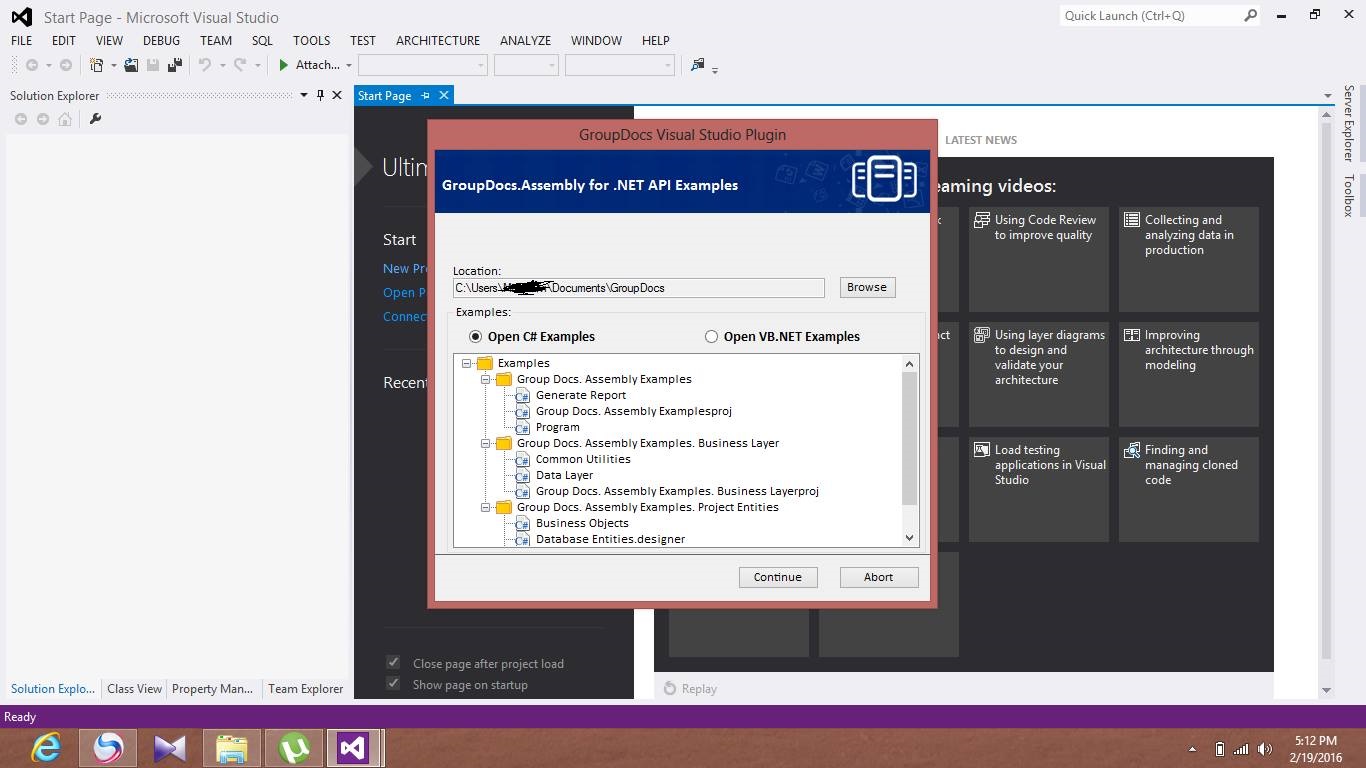 Start Page - Microsoft Visual Studio
Quick Launch (Ctrl+Q)
FILE EDIT VIEW DEBUG TEAM SQL TOOLS TEST ARCHITECTURE ANALYZE WINDOW HELP
Attach...
Solution Explorer
Start Page
Server Explorer
Toolbox
GroupDocs Visual Studio Plugin
GroupDocs.Assembly for .NET API Examples
Location:
C:\Users\ \Documents\GroupDocs
Browse
Examples:
Open C# Examples
Open VB.NET Examples
Examples
Group Docs. Assembly Examples
Generate Report
Group Docs. Assembly Examplesproj
Program
Group Docs. Assembly Examples. Business Layer
Common Utilities
Data Layer
Group Docs. Assembly Examples. Business Layerproj
Group Docs. Assembly Examples. Project Entities
Business Objects
Database Entities.designer
Continue
Abort
Ultim
Start
New Pro
Open P
Connec
Recen
Close page after project load
Show page on startup
LATEST NEWS
eaming videos:
Using Code Review
to improve quality
Collecting and
analyzing data in
production
ct
Using layer diagrams
to design and
validate your
architecture
Improving
architecture through
modeling
Load testing
applications in Visual
Studio
Finding and
managing cloned
code
Replay
Solution Explo...
Class View
Property Man...
Team Explorer
Ready
5:12 PM
2/19/2016